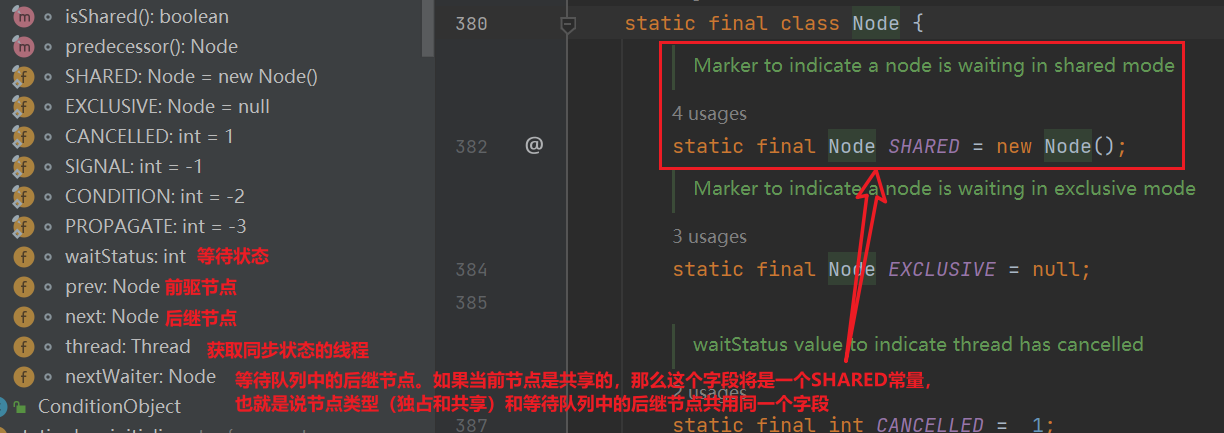 isShared(): boolean
predecessor(): Node
SHARED: Node = new Node()
EXCLUSIVE: Node = null
CANCELLED: int = 1
SIGNAL: int = -1
CONDITION: int = -2
PROPAGATE: int = -3
waitStatus: int 等待状态
prev: Node 前驱节点
next: Node 后继节点
thread: Thread 获取同步状态的线程
nextWaiter: Node 等待队列中的后继节点。如果当前节点是共享的，那么这个字段将是一个SHARED常量，
也就是说节点类型（独占和共享）和等待队列中的后继节点共用同一个字段
ConditionObject
380 static final class Node {
Marker to indicate a node is waiting in shared mode
4 usages
382 @ static final Node SHARED = new Node();
Marker to indicate a node is waiting in exclusive mode
3 usages
384 static final Node EXCLUSIVE = null;
385
waitStatus value to indicate thread has cancelled
usages
387 static final int CANCELLED = 1;